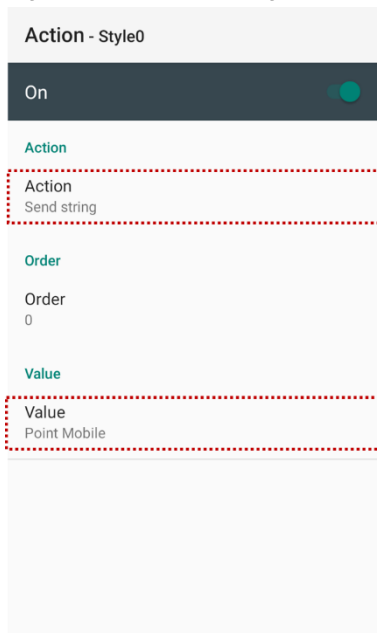 Action - Style0
On
Action
Action
Send string
Order
Order
0
Value
Value
Point Mobile